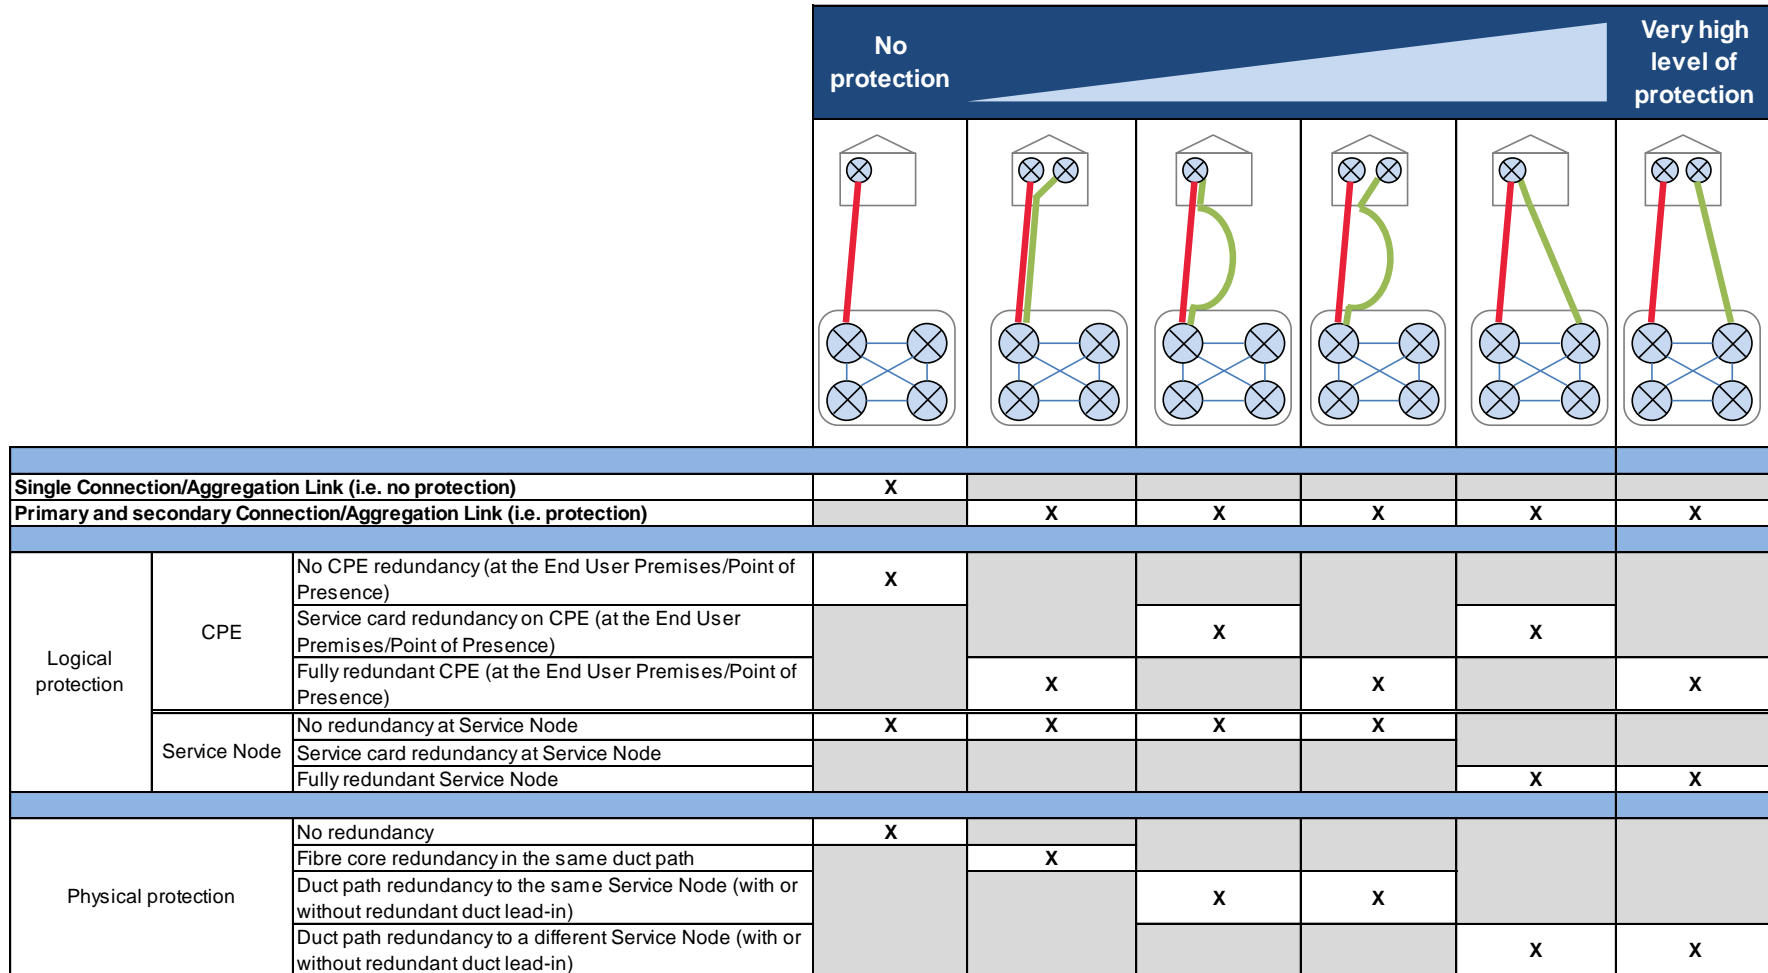 No
protection
Very high
level of
protection
Single Connection/Aggregation Link (i.e. no protection) X
Primary and secondary Connection/Aggregation Link (i.e. protection) X X X X X
Logical
protection
CPE
No CPE redundancy (at the End User Premises/Point of
Presence) X
Service card redundancy on CPE (at the End User
Premises/Point of Presence) X X
Fully redundant CPE (at the End User Premises/Point of
Presence) X X X
Service Node
No redundancy at Service Node X X X X
Service card redundancy at Service Node
Fully redundant Service Node X X
Physical protection
No redundancy X
Fibre core redundancy in the same duct path X
Duct path redundancy to the same Service Node (with or
without redundant duct lead-in) X X
Duct path redundancy to a different Service Node (with or
without redundant duct lead-in) X X